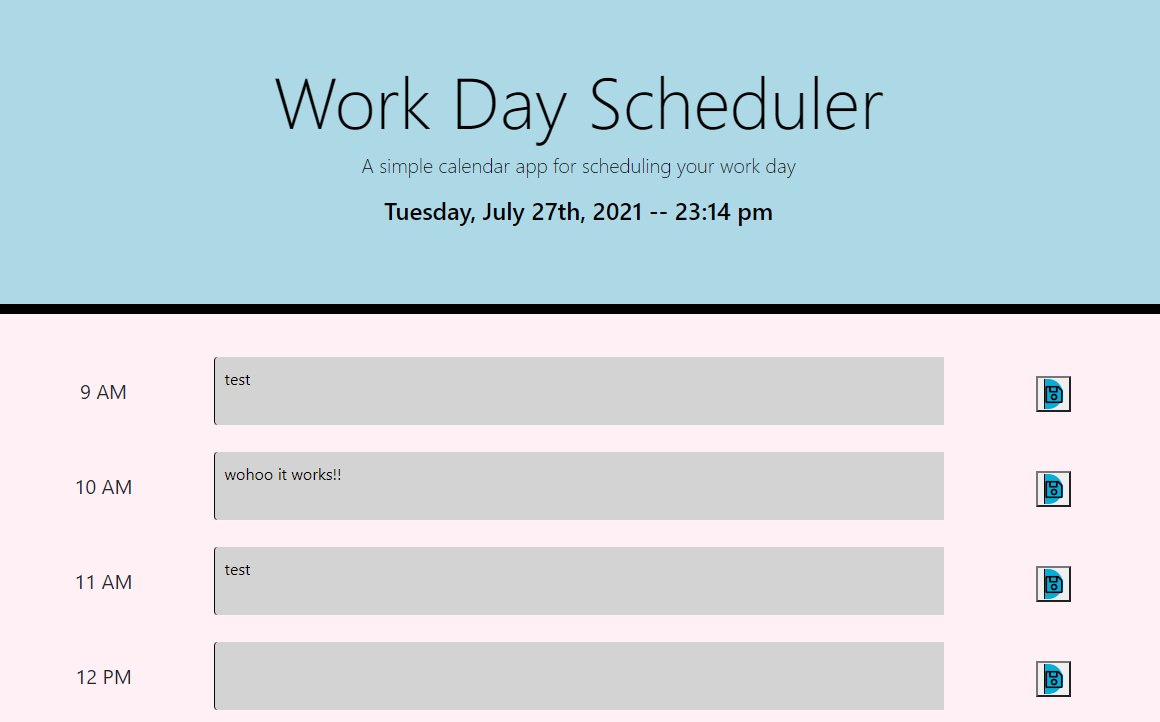 Work Day Scheduler
A simple calendar app for scheduling your work day
Tuesday, July 27th, 2021 -- 23:14 pm
9 AM
test
10 AM
wohoo it works!!
11 AM
test
12 PM